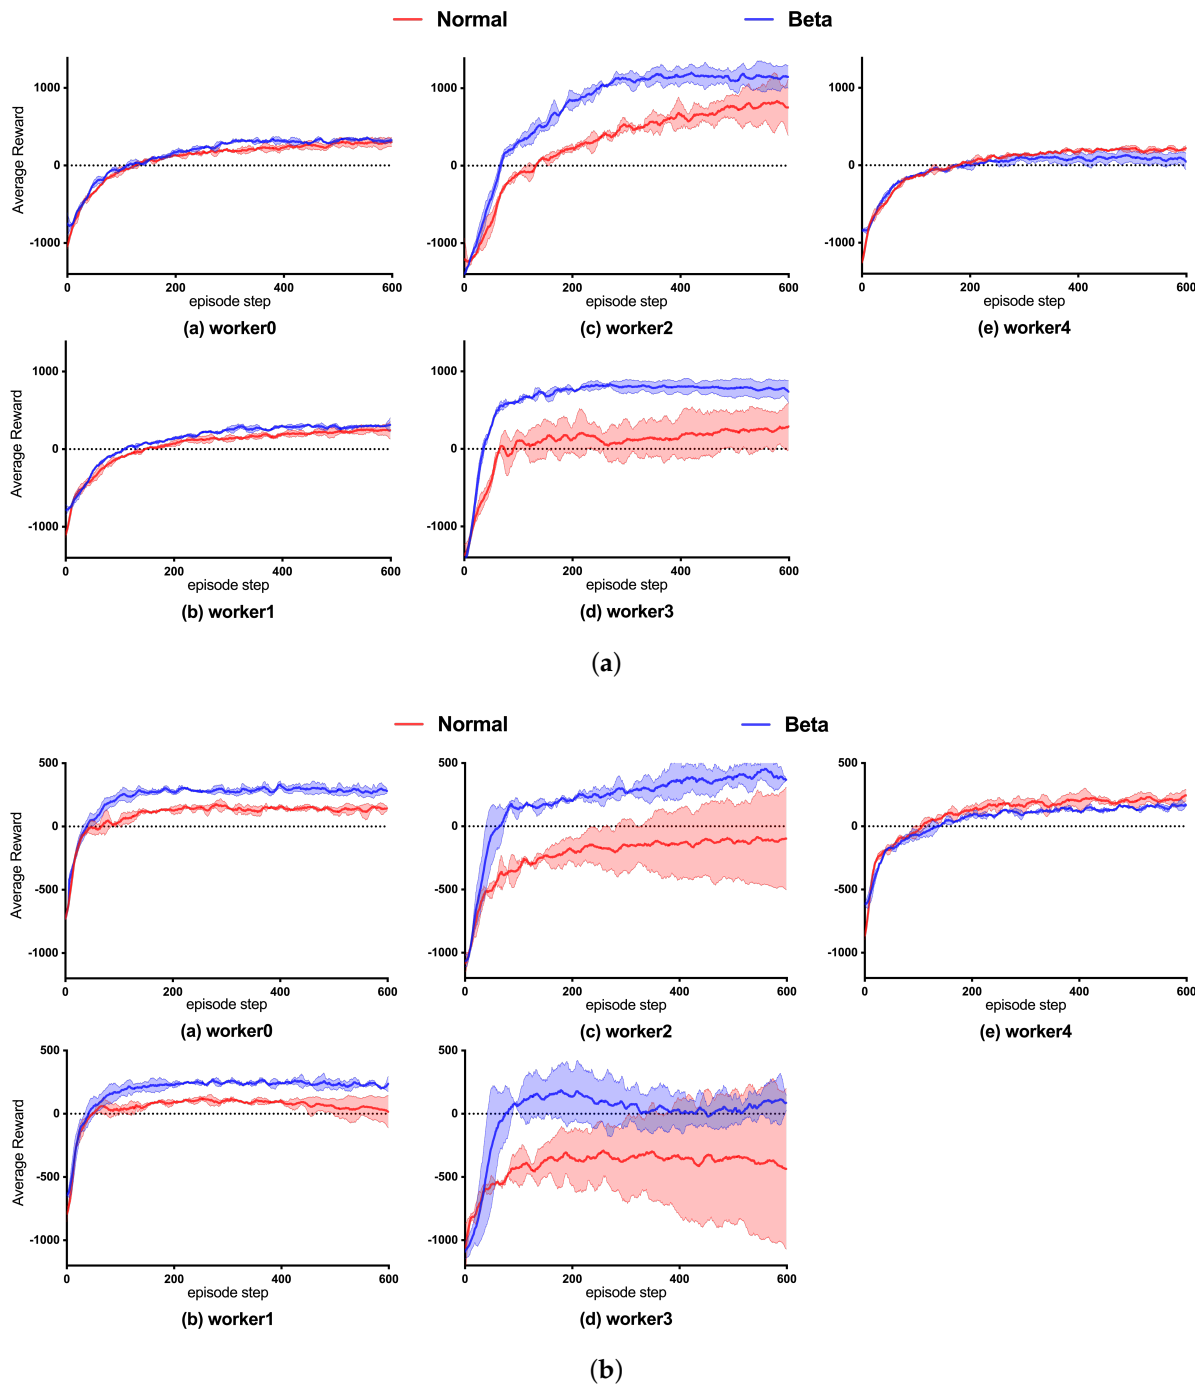 Normal Beta
Average Reward
1000
0
-1000
0 200 400 600
episode step
(a) worker0
1000
0
-1000
0 200 400 600
episode step
(c) worker2
1000
0
-1000
0 200 400 600
episode step
(e) worker4
Average Reward
1000
0
-1000
0 200 400 600
episode step
(b) worker1
1000
0
-1000
0 200 400 600
episode step
(d) worker3
(a)
Normal Beta
Average Reward
500
0
-500
-1000
0 200 400 600
episode step
(a) worker0
500
0
-500
-1000
0 200 400 600
episode step
(c) worker2
500
0
-500
-1000
0 200 400 600
episode step
(e) worker4
Average Reward
500
0
-500
-1000
0 200 400 600
episode step
(b) worker1
500
0
-500
-1000
0 200 400 600
episode step
(d) worker3
(b)